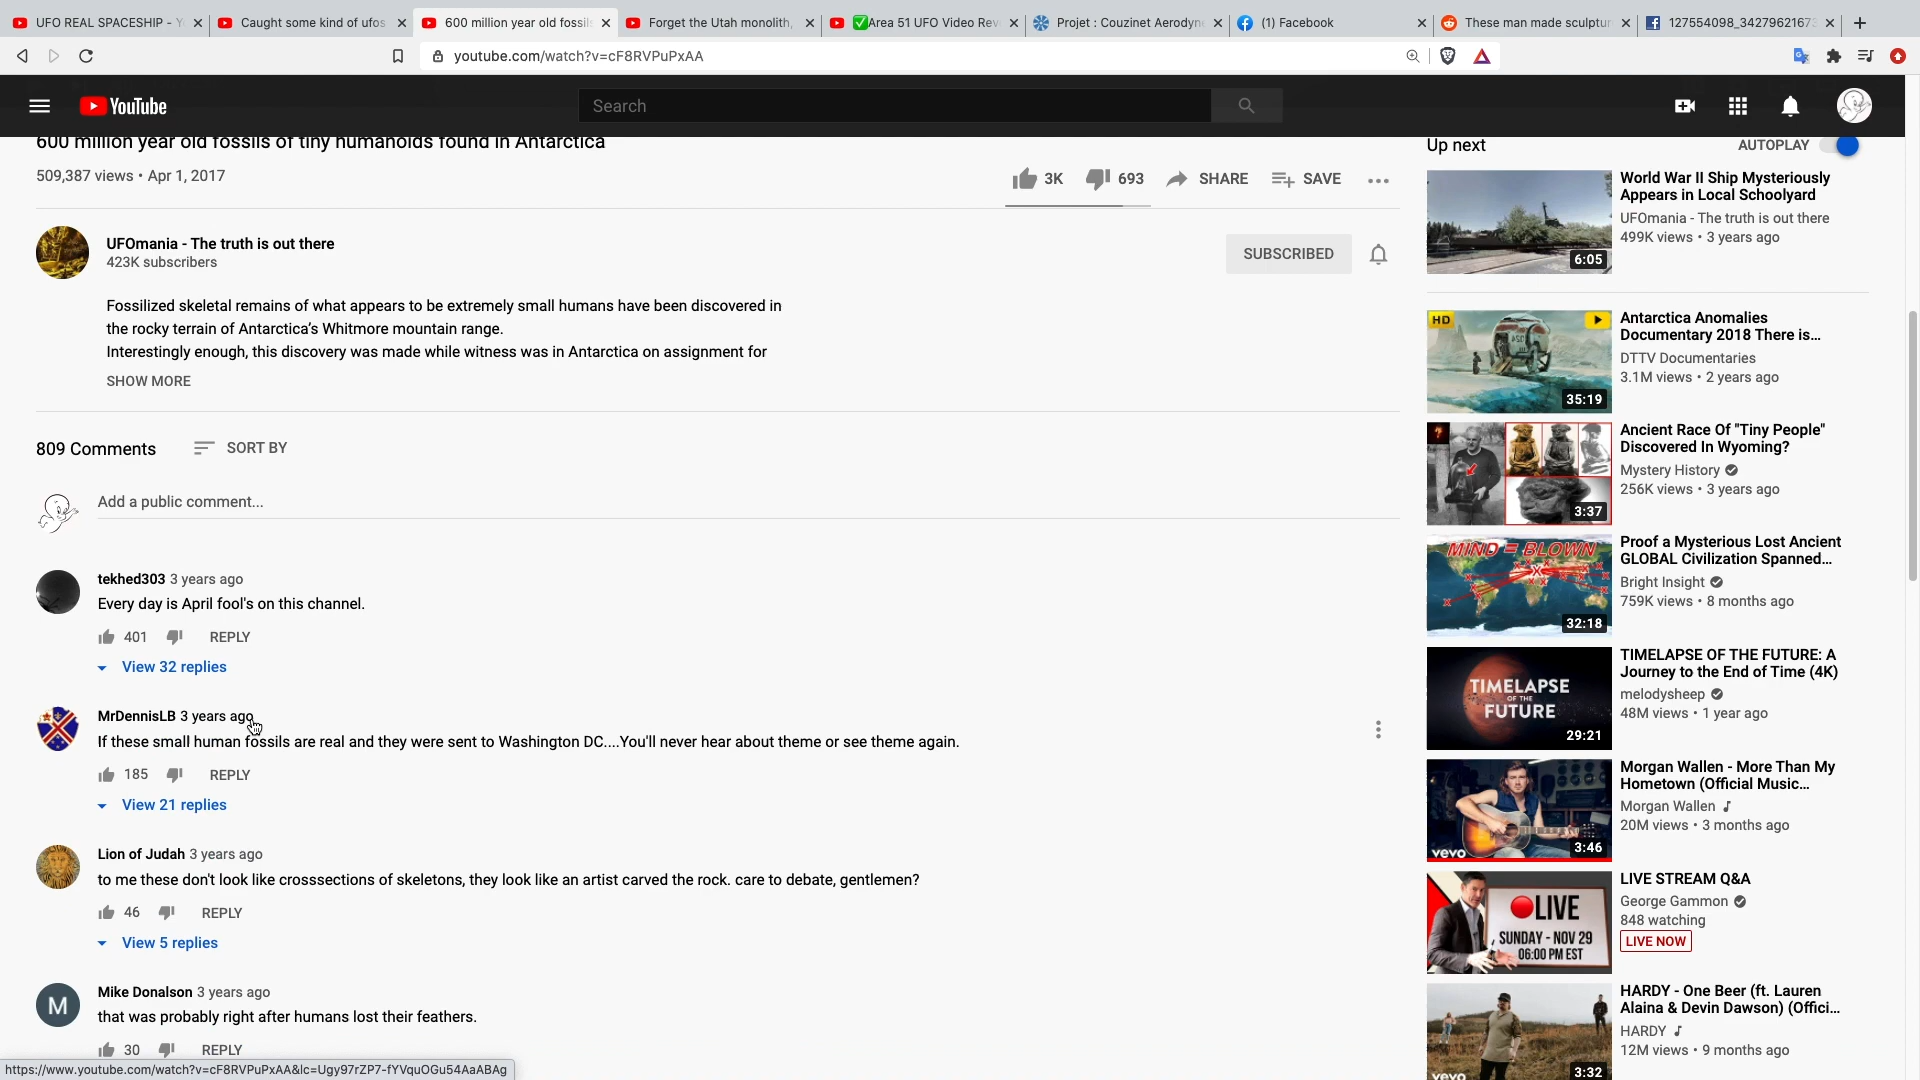 UFO REAL SPACESHIP - Y
Caught some kind of ufos
600 million year old fossils
Forget the Utah monolith,
Area 51 UFO Video Rev
Projet : Couzinet Aerodyne
(1) Facebook
These man made sculptur
127554098_34279621673
youtube.com/watch?v=cF8RVPuPxAA
YouTube
Search
600 million year old fossils of tiny humanoids found in Antarctica
509,387 views • Apr 1, 2017
3K
693
SHARE
SAVE
UFOmania - The truth is out there
423K subscribers
SUBSCRIBED
Fossilized skeletal remains of what appears to be extremely small humans have been discovered in
the rocky terrain of Antarctica's Whitmore mountain range.
Interestingly enough, this discovery was made while witness was in Antarctica on assignment for
SHOW MORE
809 Comments
SORT BY
Add a public comment...
tekhed303 3 years ago
Every day is April fool's on this channel.
401
REPLY
View 32 replies
MrDennisLB 3 years ago
If these small human fossils are real and they were sent to Washington DC....You'll never hear about theme or see theme again.
185
REPLY
View 21 replies
Lion of Judah 3 years ago
to me these don't look like crosssections of skeletons, they look like an artist carved the rock. care to debate, gentlemen?
46
REPLY
View 5 replies
M
Mike Donalson 3 years ago
that was probably right after humans lost their feathers.
30
REPLY
https://www.youtube.com/watch?v=cF8RVPuPxAA&lc=Ugy97rZP7-fYVquOGu54AaABAg
Up next
AUTOPLAY
6:05
World War II Ship Mysteriously
Appears in Local Schoolyard
UFOmania - The truth is out there
499K views • 3 years ago
HD
35:19
Antarctica Anomalies
Documentary 2018 There is...
DTTV Documentaries
3.1M views • 2 years ago
3:37
Ancient Race Of "Tiny People"
Discovered In Wyoming?
Mystery History
256K views • 3 years ago
MIND = BLOWN
32:18
Proof a Mysterious Lost Ancient
GLOBAL Civilization Spanned...
Bright Insight
759K views • 8 months ago
TIMELAPSE
OF THE
FUTURE
29:21
TIMELAPSE OF THE FUTURE: A
Journey to the End of Time (4K)
melodysheep
48M views • 1 year ago
vevo
3:46
Morgan Wallen - More Than My
Hometown (Official Music...
Morgan Wallen
20M views • 3 months ago
LIVE
SUNDAY - NOV 29
06:00 PM EST
LIVE STREAM Q&A
George Gammon
848 watching
LIVE NOW
vevo
3:32
HARDY - One Beer (ft. Lauren
Alaina & Devin Dawson) (Offici...
HARDY
12M views • 9 months ago